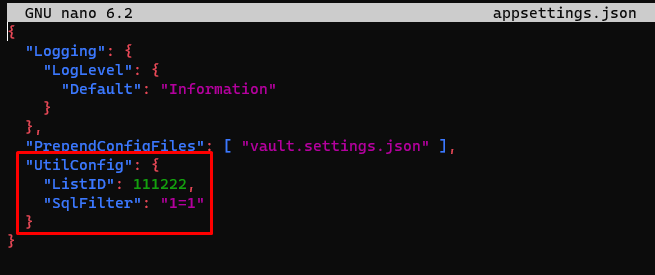 GNU nano 6.2 appsettings.json
{
  "Logging": {
    "LogLevel": {
      "Default": "Information"
    }
  },
  "PrependConfigFiles": [ "vault.settings.json" ],
  "UtilConfig": {
    "ListID": 111222,
    "SqlFilter": "1=1"
  }
}